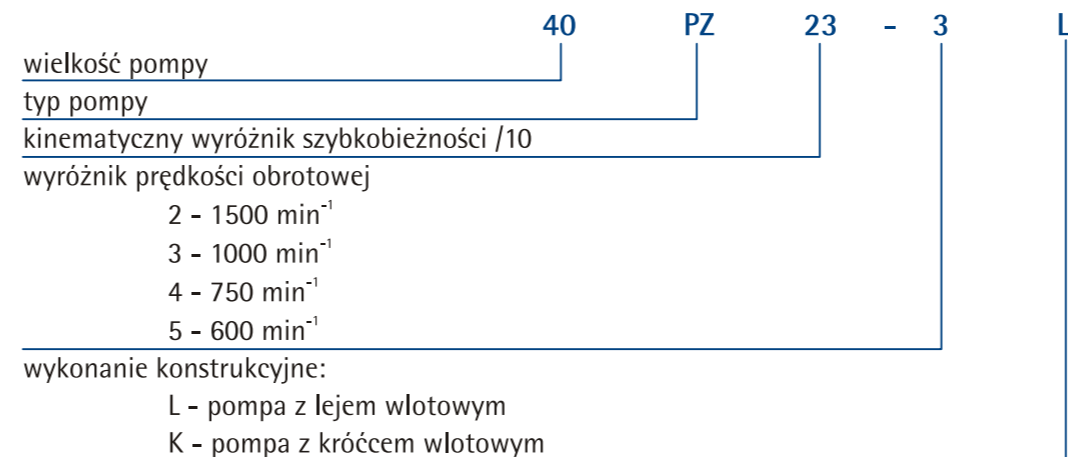 40 PZ 23 - 3 L
wielkość pompy
typ pompy
kinematyczny wyróżnik szybkobieżności /10
wyróżnik prędkości obrotowej
2 - 1500 min⁻¹
3 - 1000 min⁻¹
4 - 750 min⁻¹
5 - 600 min⁻¹
wykonanie konstrukcyjne:
L - pompa z lejem wlotowym
K - pompa z króćcem wlotowym